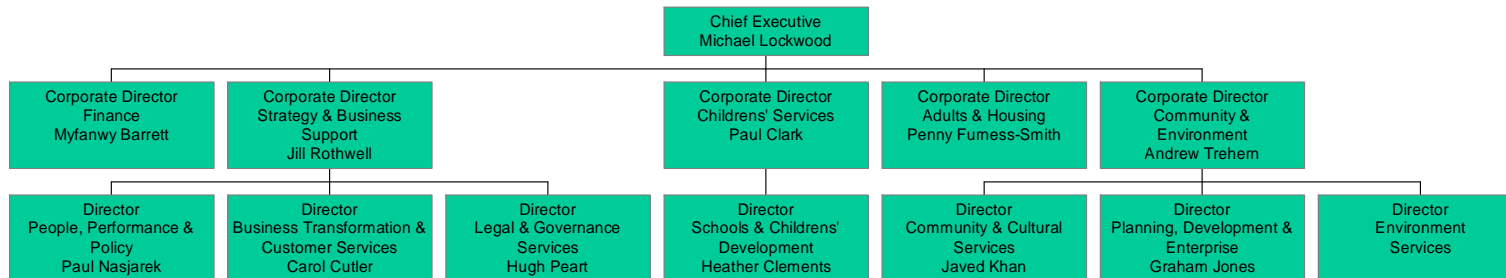 Chief Executive
Michael Lockwood
Corporate Director
Finance
Myfanwy Barrett
Corporate Director
Strategy & Business
Support
Jill Rothwell
Corporate Director
Childrens' Services
Paul Clark
Corporate Director
Adults & Housing
Penny Furness-Smith
Corporate Director
Community &
Environment
Andrew Trehern
Director
People, Performance &
Policy
Paul Nasjarek
Director
Business Transformation &
Customer Services
Carol Cutler
Director
Legal & Governance
Services
Hugh Peart
Director
Schools & Childrens'
Development
Heather Clements
Director
Community & Cultural
Services
Javed Khan
Director
Planning, Development &
Enterprise
Graham Jones
Director
Environment
Services